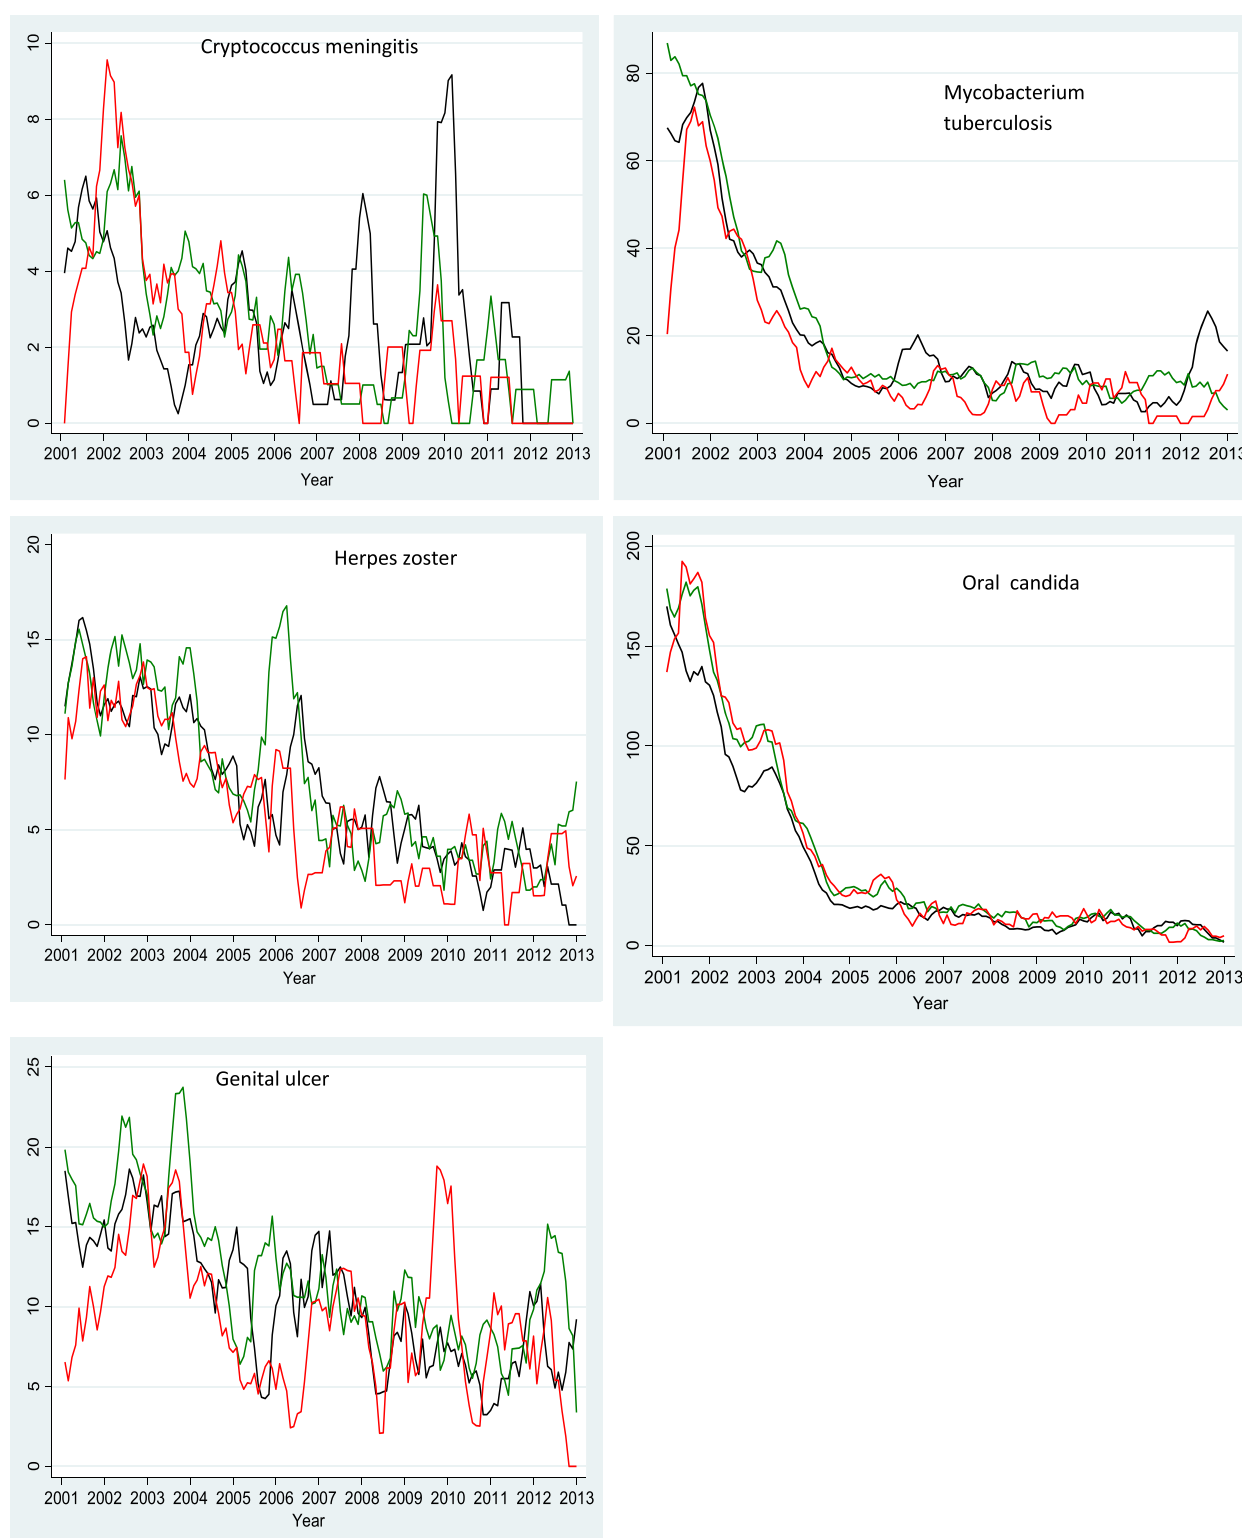 Cryptococcus meningitis
10
8
6
4
2
0
2001 2002 2003 2004 2005 2006 2007 2008 2009 2010 2011 2012 2013
Year
Mycobacterium
tuberculosis
80
60
40
20
0
2001 2002 2003 2004 2005 2006 2007 2008 2009 2010 2011 2012 2013
Year
Herpes zoster
20
15
10
5
0
2001 2002 2003 2004 2005 2006 2007 2008 2009 2010 2011 2012 2013
Year
Oral candida
200
150
100
50
0
2001 2002 2003 2004 2005 2006 2007 2008 2009 2010 2011 2012 2013
Year
Genital ulcer
25
20
15
10
5
0
2001 2002 2003 2004 2005 2006 2007 2008 2009 2010 2011 2012 2013
Year